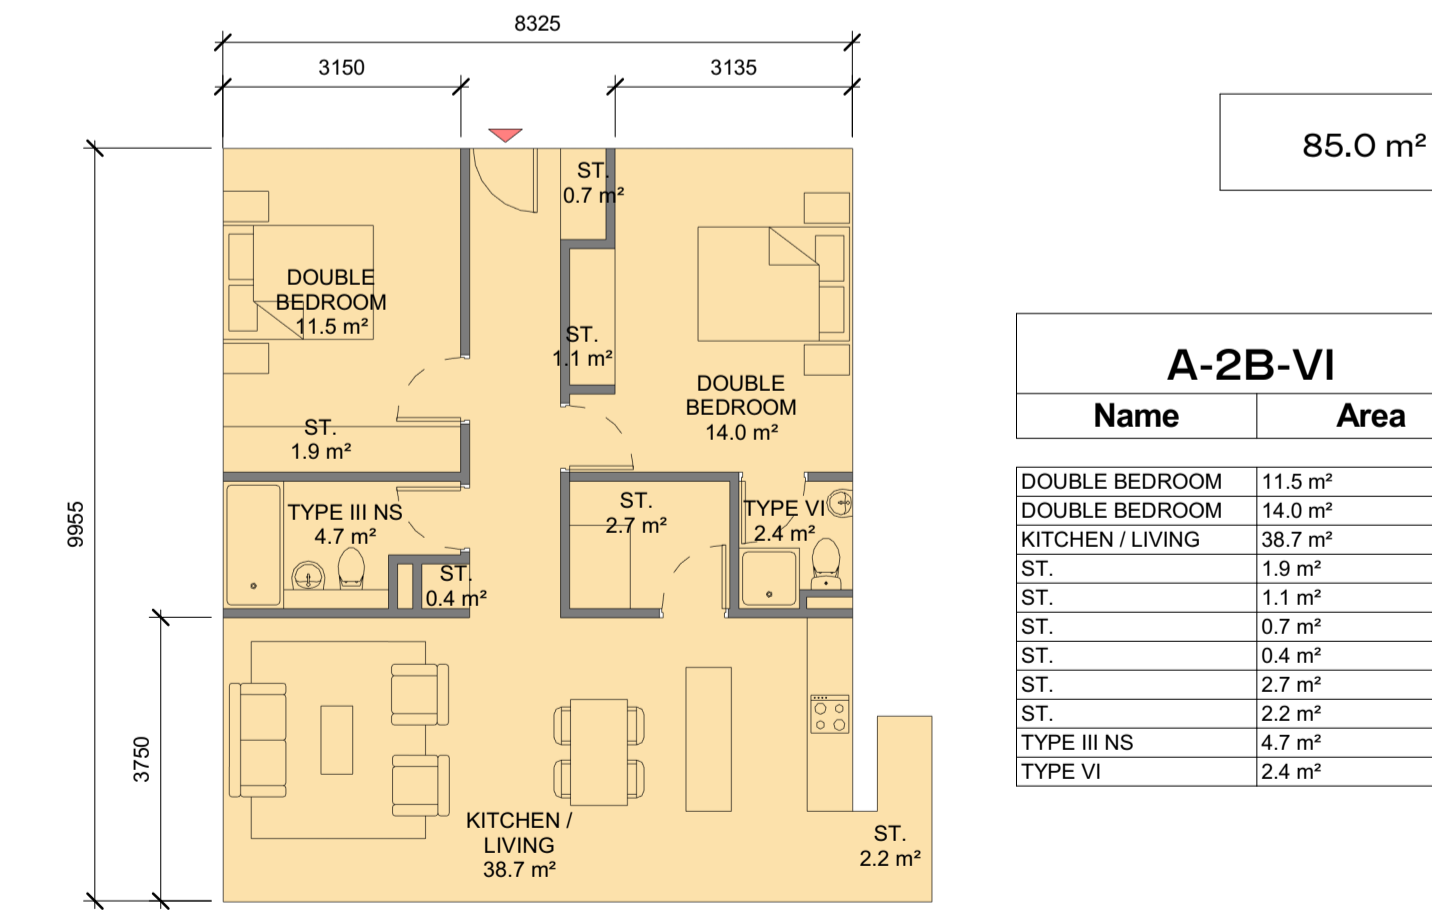 8325
3150
3135
85.0 m²
ST.
0.7 m²
DOUBLE
BEDROOM
11.5 m²
ST.
1.1 m²
DOUBLE
BEDROOM
14.0 m²
ST.
1.9 m²
9955
TYPE III NS
4.7 m²
ST.
2.7 m²
TYPE VI
2.4 m²
ST.
0.4 m²
3750
KITCHEN /
LIVING
38.7 m²
ST.
2.2 m²
A-2B-VI
Name Area
DOUBLE BEDROOM 11.5 m²
DOUBLE BEDROOM 14.0 m²
KITCHEN / LIVING 38.7 m²
ST. 1.9 m²
ST. 1.1 m²
ST. 0.7 m²
ST. 0.4 m²
ST. 2.7 m²
ST. 2.2 m²
TYPE III NS 4.7 m²
TYPE VI 2.4 m²